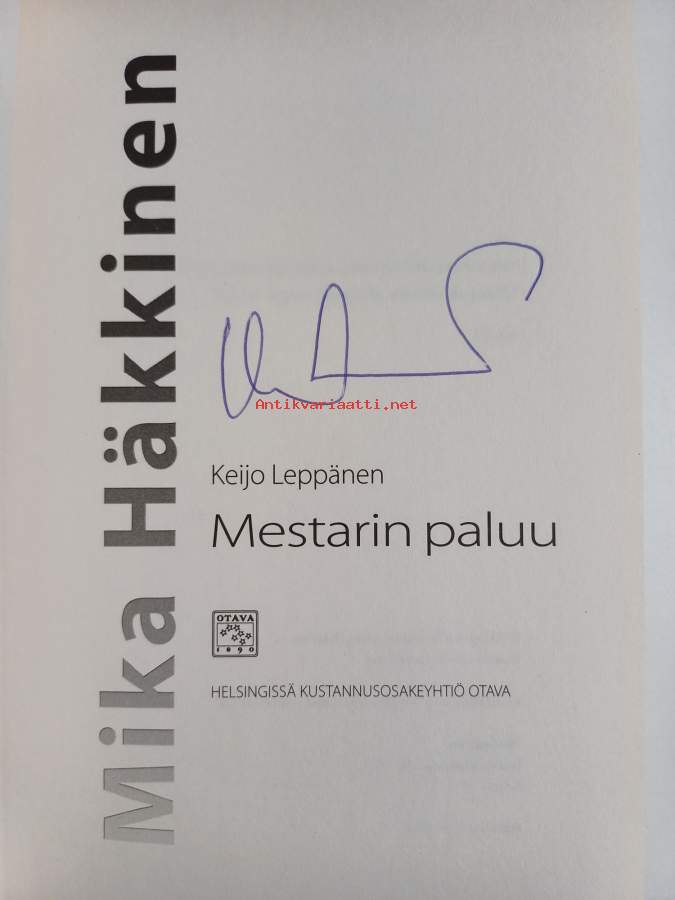 Mika Häkkinen
Antikvariaatti.net
Keijo Leppänen
Mestarin paluu
OTAVA
1890
HELSINGISSÄ KUSTANNUSOSAKEYHTIÖ OTAVA